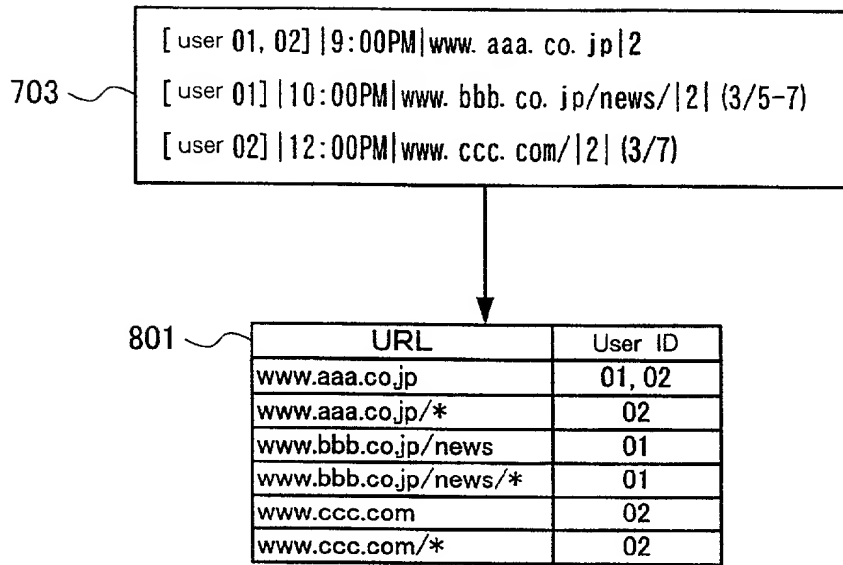 [user 01, 02]|9:00PM|www. aaa. co. jp|2
703
[user 01]|10:00PM|www. bbb. co. jp/news/|2| (3/5-7)
[user 02]|12:00PM|www. ccc. com/|2| (3/7)
801
URL User ID
www.aaa.co.jp 01, 02
www.aaa.co.jp/* 02
www.bbb.co.jp/news 01
www.bbb.co.jp/news/* 01
www.ccc.com 02
www.ccc.com/* 02